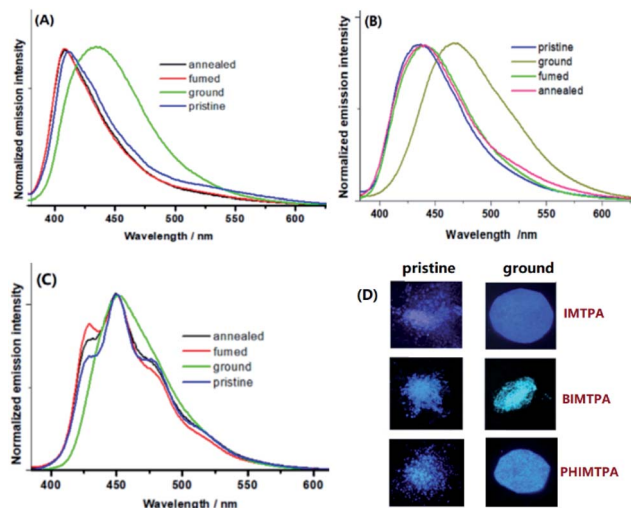 (A)
annealed
fumed
ground
pristine
Normalized emission intensity
400 450 500 550 600
Wavelength / nm
(B)
pristine
ground
fumed
annealed
Normalized emission intensity
400 450 500 550 600
Wavelength /nm
(C)
annealed
fumed
ground
pristine
Normalized emission intensity
400 450 500 550 600
Wavelength / nm
(D)
pristine ground
IMTPA
BIMTPA
PHIMTPA